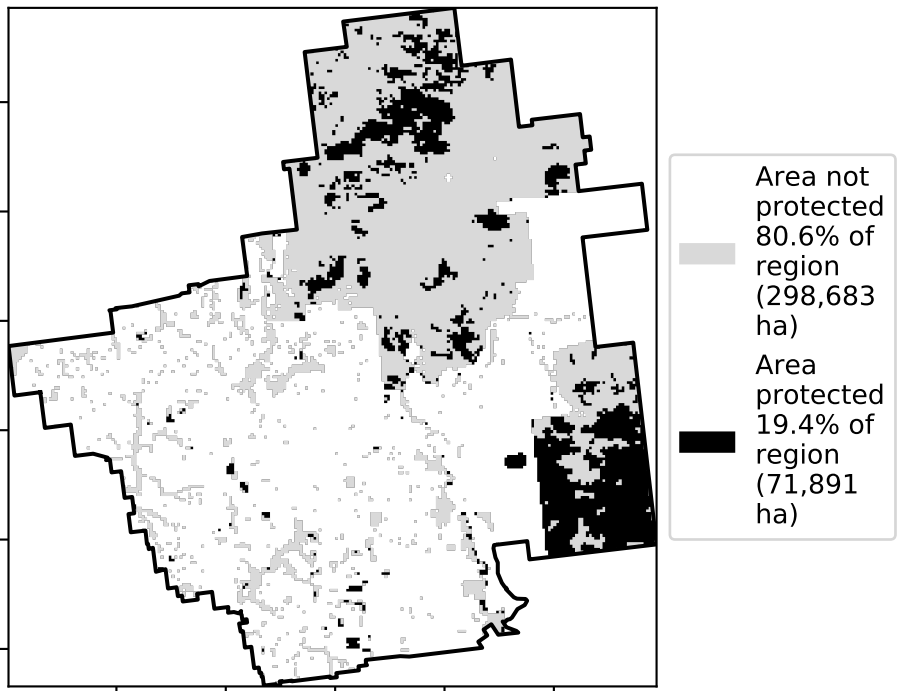 Area not
protected
80.6% of
region
(298,683
ha)
Area
protected
19.4% of
region
(71,891
ha)